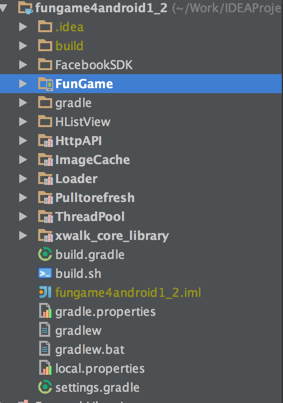 fungame4android1_2 (~/Work/IDEAProje
.idea
build
FacebookSDK
FunGame
gradle
HListView
HttpAPI
ImageCache
Loader
Pulltorefresh
ThreadPool
xwalk_core_library
build.gradle
build.sh
fungame4android1_2.iml
gradle.properties
gradlew
gradlew.bat
local.properties
settings.gradle